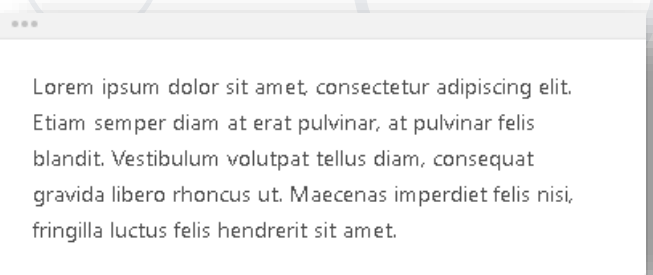 Lorem ipsum dolor sit amet, consectetur adipiscing elit.
Etiam semper diam at erat pulvinar, at pulvinar felis
blandit. Vestibulum volutpat tellus diam, consequat
gravida libero rhoncus ut. Maecenas imperdiet felis nisi,
fringilla luctus felis hendrerit sit amet.